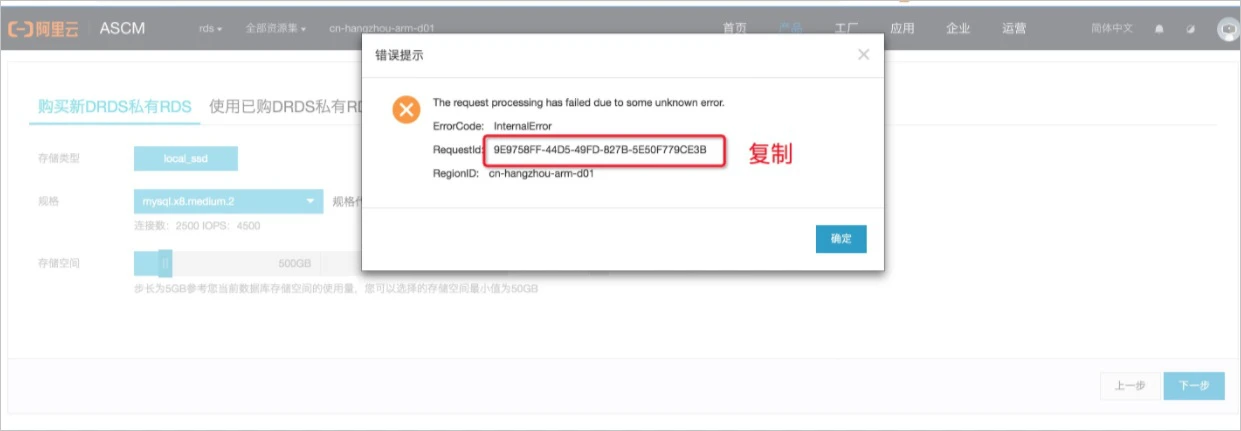 阿里云 ASCM rds 全部资源集 cn-hangzhou-arm-d01 首页 产品 工厂 应用 企业 运营 简体中文
错误提示
The request processing has failed due to some unknown error.
购买新DRDS私有RDS 使用已购DRDS私有RD
ErrorCode: InternalError
RequestId: 9E9758FF-44D5-49FD-827B-5E50F779CE3B 复制
存储类型 local_ssd
RegionID: cn-hangzhou-arm-d01
规格 mysql.x8.medium.2 规格代
连接数：2500 IOPS：4500
确定
存储空间 500GB
步长为5GB参考您当前数据库存储空间的使用量，您可以选择的存储空间最小值为50GB
上一步 下一步